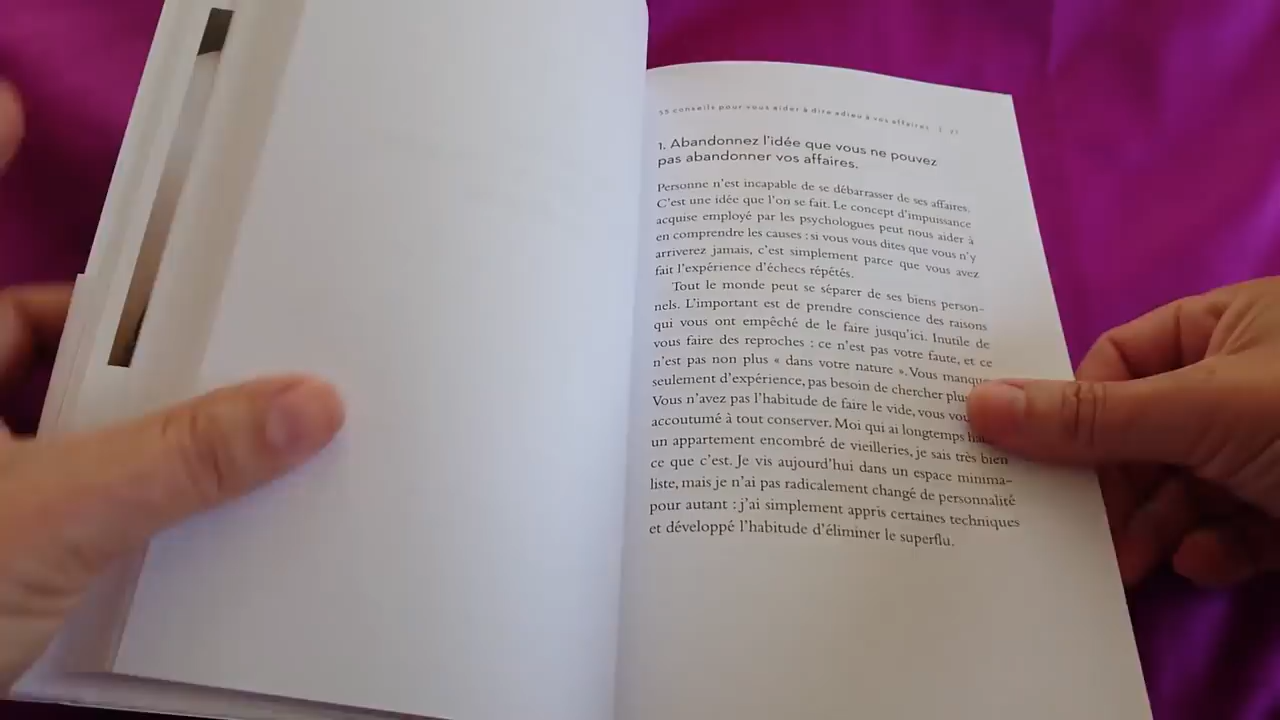 55 conseils pour vous aider à dire adieu à vos affaires |
1. Abandonnez l'idée que vous ne pouvez
pas abandonner vos affaires.
Personne n'est incapable de se débarrasser de ses affaires.
C'est une idée que l'on se fait. Le concept d'impuissance
acquise employé par les psychologues peut nous aider à
en comprendre les causes : si vous vous dites que vous n'y
arriverez jamais, c'est simplement parce que vous avez
fait l'expérience d'échecs répétés.
Tout le monde peut se séparer de ses biens person-
nels. L'important est de prendre conscience des raisons
qui vous ont empêché de le faire jusqu'ici. Inutile de
vous faire des reproches : ce n'est pas votre faute, et ce
n'est pas non plus « dans votre nature ». Vous manque
seulement d'expérience, pas besoin de chercher
Vous n'avez pas l'habitude de faire le vide, vous
accoutumé à tout conserver. Moi qui ai longtemps
un appartement encombré de vieilleries, je sais très bien
ce que c'est. Je vis aujourd'hui dans un espace minima-
liste, mais je n'ai pas radicalement changé de personnalité
pour autant : j'ai simplement appris certaines techniques
et développé l'habitude d'éliminer le superflu.